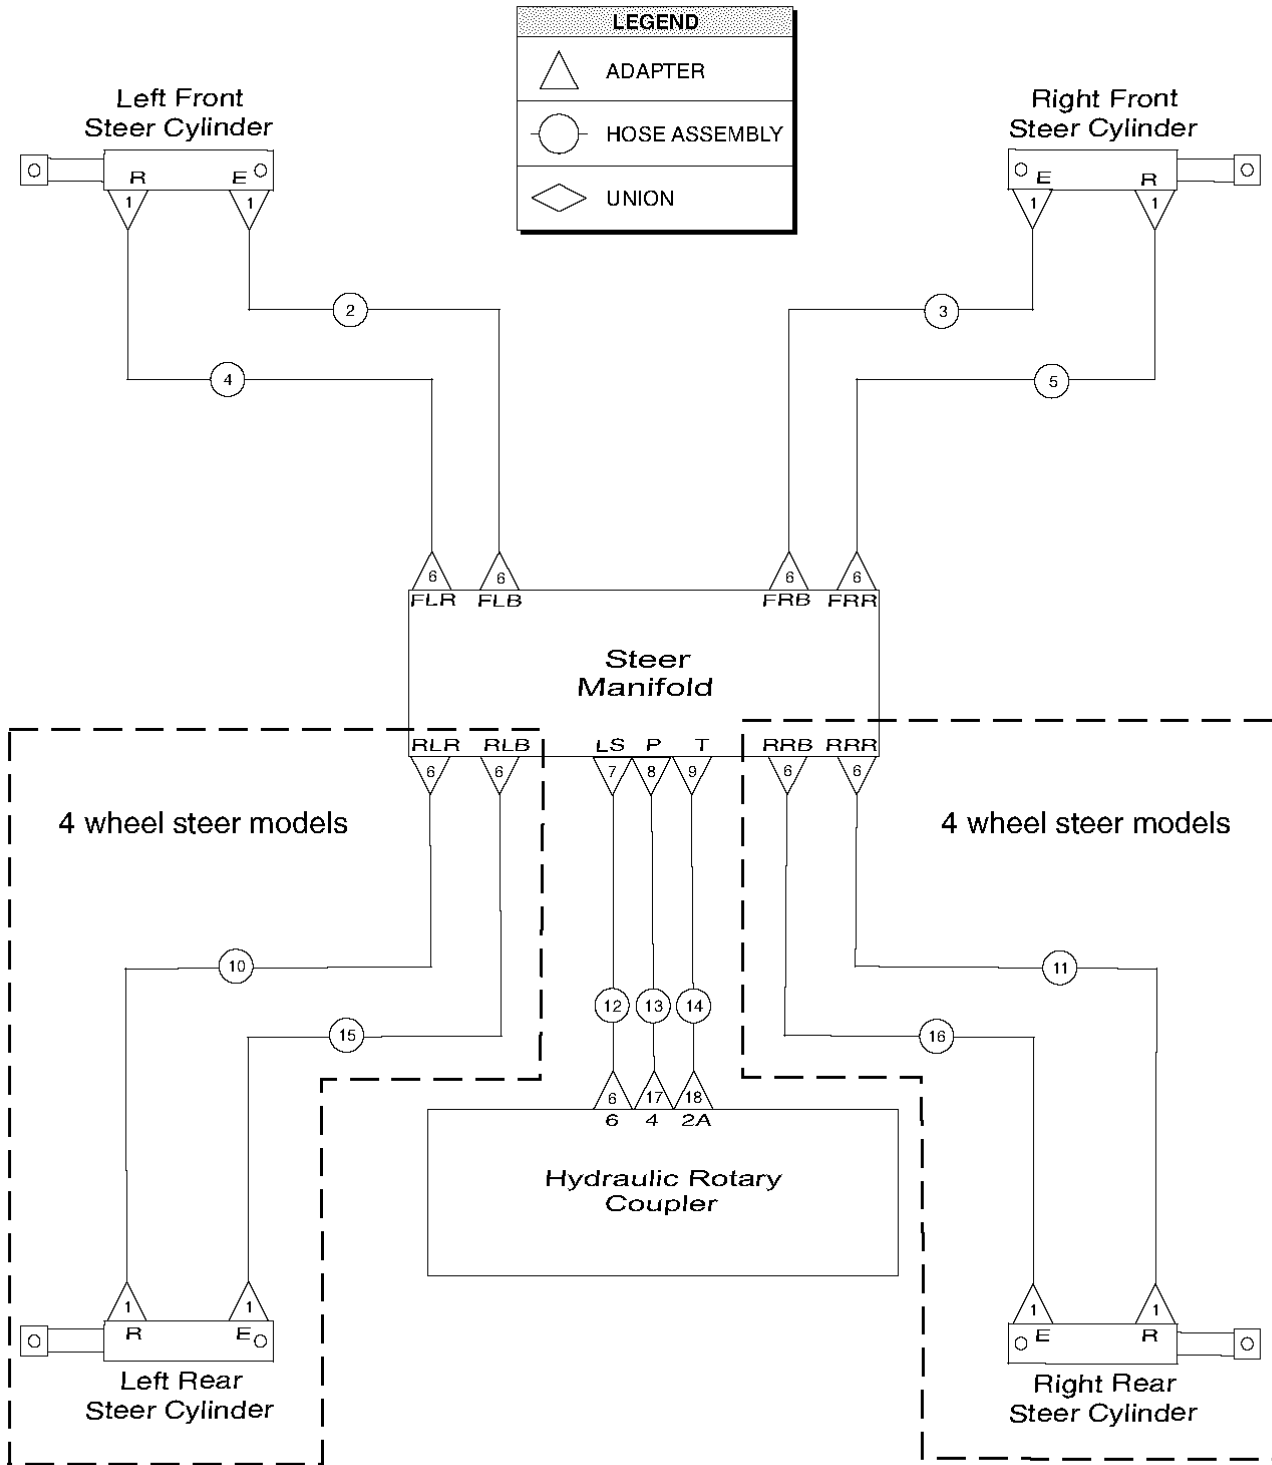 LEGEND
ADAPTER
HOSE ASSEMBLY
UNION
Left Front
Steer Cylinder
R E
1 1
Right Front
Steer Cylinder
E R
1 1
2
3
4
5
6 6 6 6
FLR FLB FRB FRR
Steer
Manifold
RLR RLB LS P T RRB RRR
6 6 7 8 9 6 6
4 wheel steer models
4 wheel steer models
10
11
12 13 14
15
16
6 17 18
6 4 2A
Hydraulic Rotary
Coupler
1 1
R E
Left Rear
Steer Cylinder
1 1
E R
Right Rear
Steer Cylinder